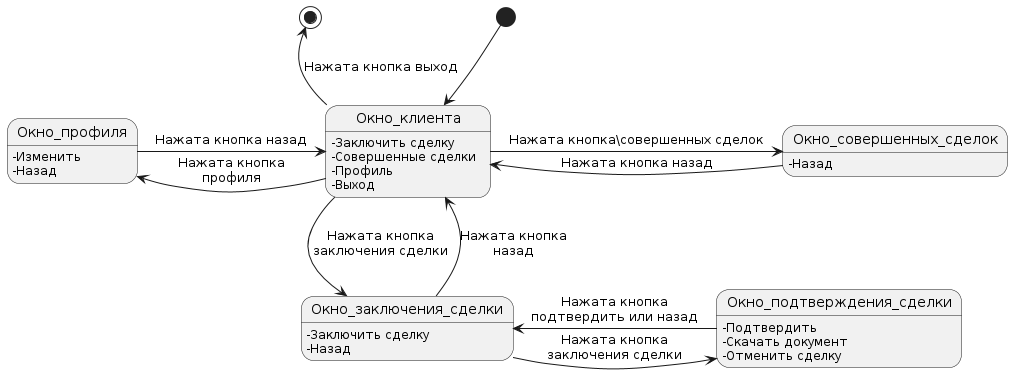 Нажата кнопка выход
Окно_клиента
-Заключить сделку
-Совершенные сделки
-Профиль
-Выход
Окно_профиля
-Изменить
-Назад
Нажата кнопка назад
Нажата кнопка
профиля
Нажата кнопка\совершенных сделок
Нажата кнопка назад
Окно_совершенных_сделок
-Назад
Нажата кнопка
заключения сделки
Нажата кнопка
назад
Окно_заключения_сделки
-Заключить сделку
-Назад
Нажата кнопка
подтвердить или назад
Нажата кнопка
заключения сделки
Окно_подтверждения_сделки
-Подтвердить
-Скачать документ
-Отменить сделку